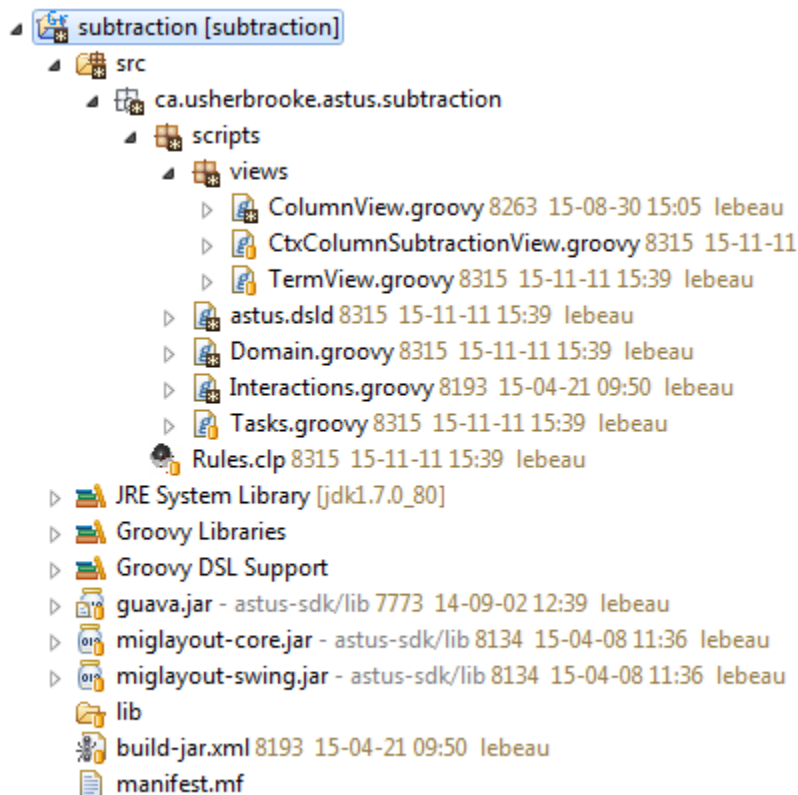 subtraction [subtraction]
src
ca.usherbrooke.astus.subtraction
scripts
views
ColumnView.groovy 8263 15-08-30 15:05 lebeau
CtxColumnSubtractionView.groovy 8315 15-11-11
TermView.groovy 8315 15-11-11 15:39 lebeau
astus.dsld 8315 15-11-11 15:39 lebeau
Domain.groovy 8315 15-11-11 15:39 lebeau
Interactions.groovy 8193 15-04-21 09:50 lebeau
Tasks.groovy 8315 15-11-11 15:39 lebeau
Rules.clp 8315 15-11-11 15:39 lebeau
JRE System Library [jdk1.7.0_80]
Groovy Libraries
Groovy DSL Support
guava.jar - astus-sdk/lib 7773 14-09-02 12:39 lebeau
miglayout-core.jar - astus-sdk/lib 8134 15-04-08 11:36 lebeau
miglayout-swing.jar - astus-sdk/lib 8134 15-04-08 11:36 lebeau
lib
build-jar.xml 8193 15-04-21 09:50 lebeau
manifest.mf